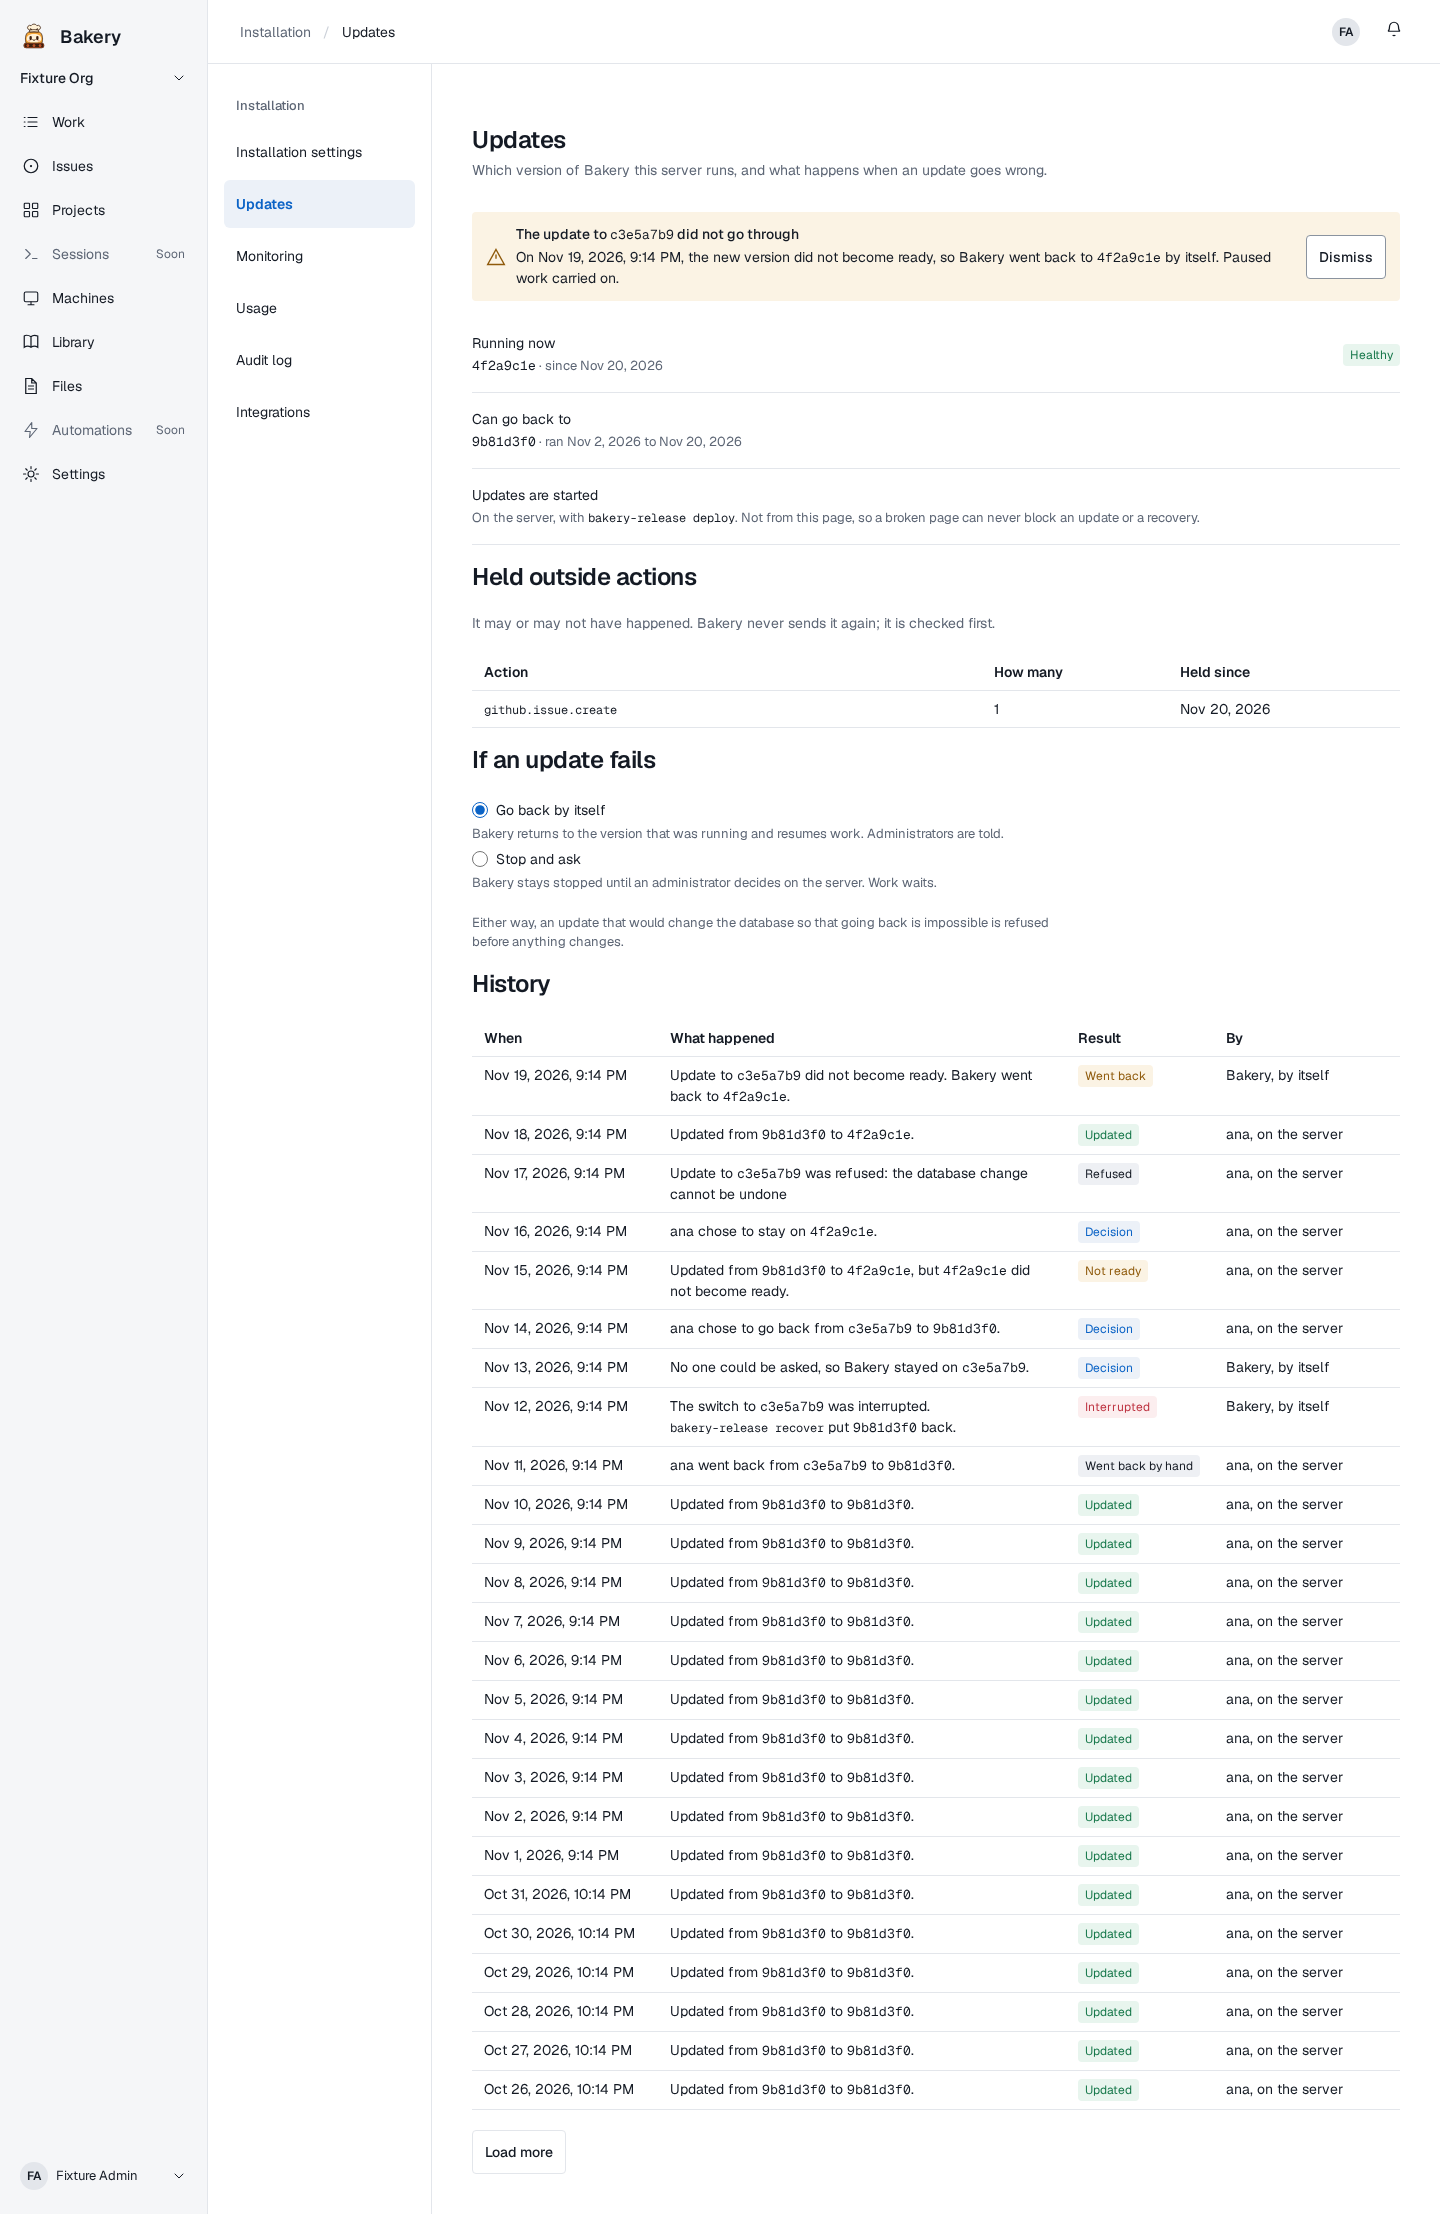 Bakery
Installation / Updates
FA
Fixture Org
Work
Issues
Projects
Sessions Soon
Machines
Library
Files
Automations Soon
Settings
FA Fixture Admin
Installation
Installation settings
Updates
Monitoring
Usage
Audit log
Integrations
Updates
Which version of Bakery this server runs, and what happens when an update goes wrong.
The update to c3e5a7b9 did not go through
On Nov 19, 2026, 9:14 PM, the new version did not become ready, so Bakery went back to 4f2a9c1e by itself. Paused
work carried on.
Dismiss
Running now
4f2a9c1e · since Nov 20, 2026
Healthy
Can go back to
9b81d3f0 · ran Nov 2, 2026 to Nov 20, 2026
Updates are started
On the server, with bakery-release deploy. Not from this page, so a broken page can never block an update or a recovery.
Held outside actions
It may or may not have happened. Bakery never sends it again; it is checked first.
Action How many Held since
github.issue.create 1 Nov 20, 2026
If an update fails
Go back by itself
Bakery returns to the version that was running and resumes work. Administrators are told.
Stop and ask
Bakery stays stopped until an administrator decides on the server. Work waits.
Either way, an update that would change the database so that going back is impossible is refused
before anything changes.
History
When What happened Result By
Nov 19, 2026, 9:14 PM Update to c3e5a7b9 did not become ready. Bakery went Went back Bakery, by itself
back to 4f2a9c1e.
Nov 18, 2026, 9:14 PM Updated from 9b81d3f0 to 4f2a9c1e. Updated ana, on the server
Nov 17, 2026, 9:14 PM Update to c3e5a7b9 was refused: the database change Refused ana, on the server
cannot be undone
Nov 16, 2026, 9:14 PM ana chose to stay on 4f2a9c1e. Decision ana, on the server
Nov 15, 2026, 9:14 PM Updated from 9b81d3f0 to 4f2a9c1e, but 4f2a9c1e did Not ready ana, on the server
not become ready.
Nov 14, 2026, 9:14 PM ana chose to go back from c3e5a7b9 to 9b81d3f0. Decision ana, on the server
Nov 13, 2026, 9:14 PM No one could be asked, so Bakery stayed on c3e5a7b9. Decision Bakery, by itself
Nov 12, 2026, 9:14 PM The switch to c3e5a7b9 was interrupted. Interrupted Bakery, by itself
bakery-release recover put 9b81d3f0 back.
Nov 11, 2026, 9:14 PM ana went back from c3e5a7b9 to 9b81d3f0. Went back by hand ana, on the server
Nov 10, 2026, 9:14 PM Updated from 9b81d3f0 to 9b81d3f0. Updated ana, on the server
Nov 9, 2026, 9:14 PM Updated from 9b81d3f0 to 9b81d3f0. Updated ana, on the server
Nov 8, 2026, 9:14 PM Updated from 9b81d3f0 to 9b81d3f0. Updated ana, on the server
Nov 7, 2026, 9:14 PM Updated from 9b81d3f0 to 9b81d3f0. Updated ana, on the server
Nov 6, 2026, 9:14 PM Updated from 9b81d3f0 to 9b81d3f0. Updated ana, on the server
Nov 5, 2026, 9:14 PM Updated from 9b81d3f0 to 9b81d3f0. Updated ana, on the server
Nov 4, 2026, 9:14 PM Updated from 9b81d3f0 to 9b81d3f0. Updated ana, on the server
Nov 3, 2026, 9:14 PM Updated from 9b81d3f0 to 9b81d3f0. Updated ana, on the server
Nov 2, 2026, 9:14 PM Updated from 9b81d3f0 to 9b81d3f0. Updated ana, on the server
Nov 1, 2026, 9:14 PM Updated from 9b81d3f0 to 9b81d3f0. Updated ana, on the server
Oct 31, 2026, 10:14 PM Updated from 9b81d3f0 to 9b81d3f0. Updated ana, on the server
Oct 30, 2026, 10:14 PM Updated from 9b81d3f0 to 9b81d3f0. Updated ana, on the server
Oct 29, 2026, 10:14 PM Updated from 9b81d3f0 to 9b81d3f0. Updated ana, on the server
Oct 28, 2026, 10:14 PM Updated from 9b81d3f0 to 9b81d3f0. Updated ana, on the server
Oct 27, 2026, 10:14 PM Updated from 9b81d3f0 to 9b81d3f0. Updated ana, on the server
Oct 26, 2026, 10:14 PM Updated from 9b81d3f0 to 9b81d3f0. Updated ana, on the server
Load more